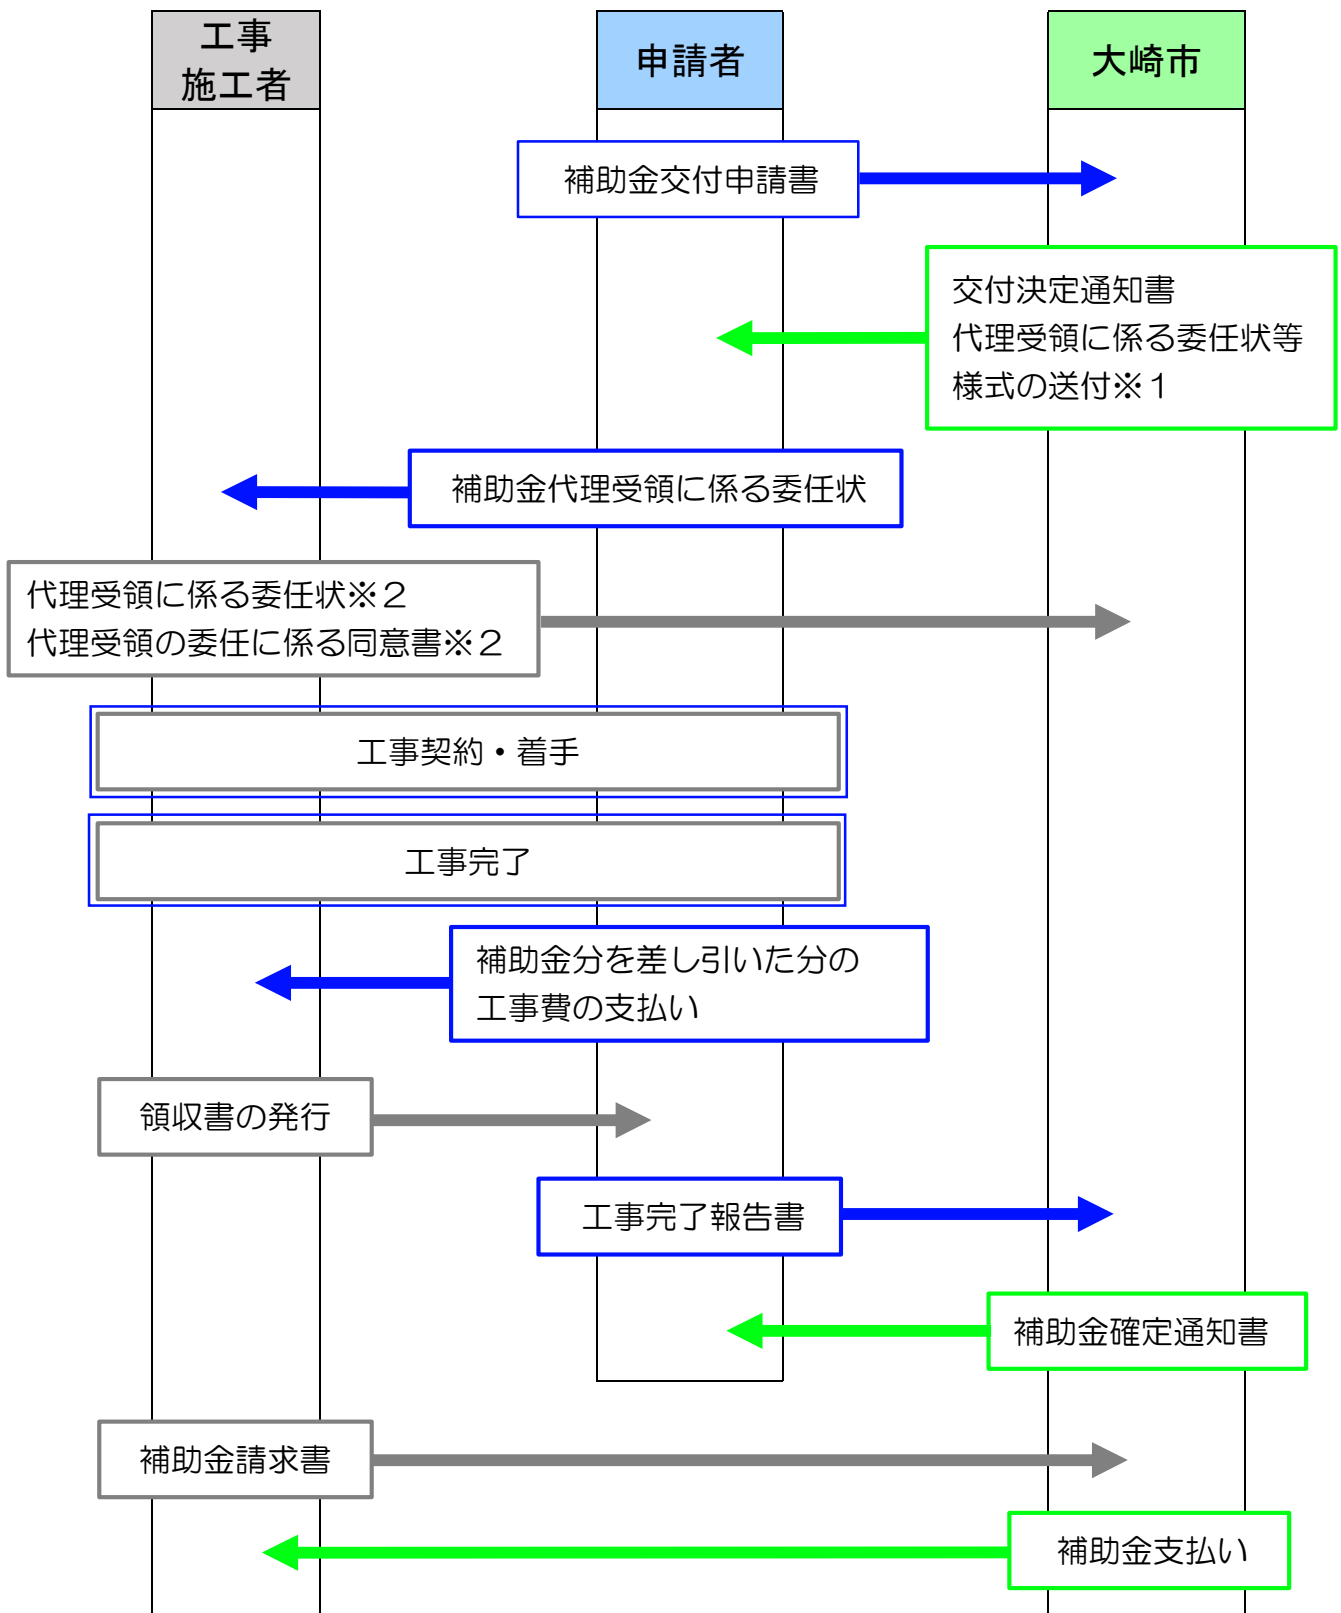 工事
施工者
申請者
大崎市
補助金交付申請書
交付決定通知書
代理受領に係る委任状等
様式の送付※１
補助金代理受領に係る委任状
代理受領に係る委任状※２
代理受領の委任に係る同意書※２
工事契約・着手
工事完了
補助金分を差し引いた分の
工事費の支払い
領収書の発行
工事完了報告書
補助金確定通知書
補助金請求書
補助金支払い